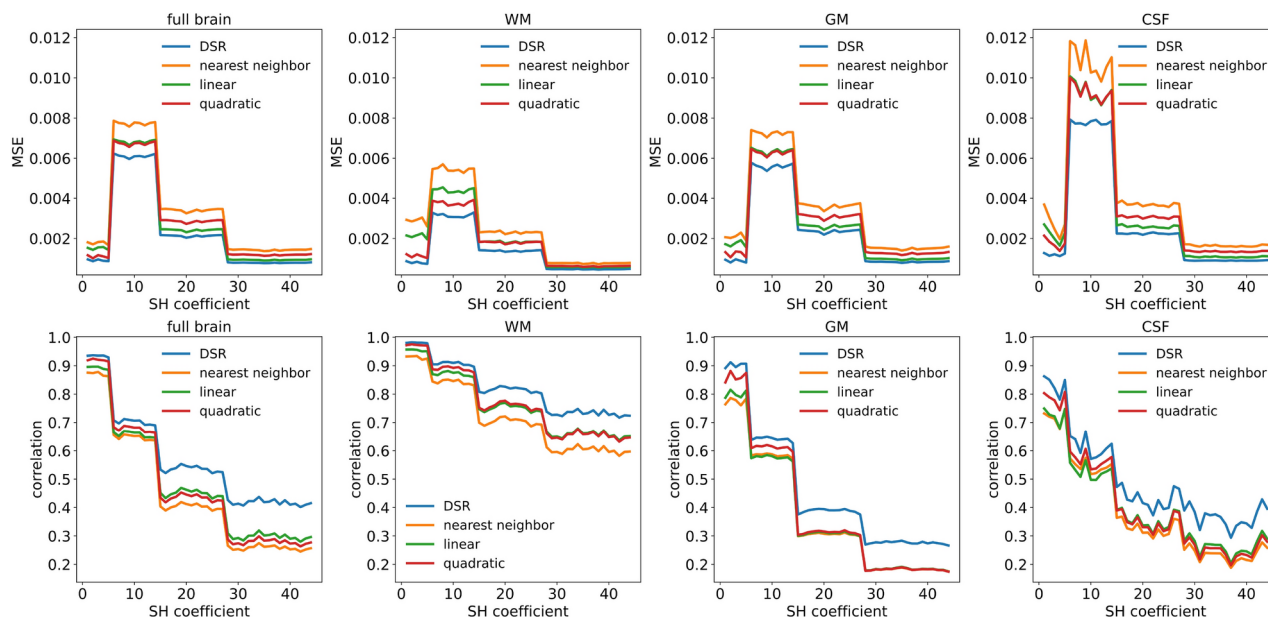 full brain
WM
GM
CSF
0.012
0.010
0.008
0.006
0.004
0.002
MSE
DSR
nearest neighbor
linear
quadratic
0 10 20 30 40
SH coefficient
0.012
0.010
0.008
0.006
0.004
0.002
MSE
DSR
nearest neighbor
linear
quadratic
0 10 20 30 40
SH coefficient
0.012
0.010
0.008
0.006
0.004
0.002
MSE
DSR
nearest neighbor
linear
quadratic
0 10 20 30 40
SH coefficient
0.012
0.010
0.008
0.006
0.004
0.002
MSE
DSR
nearest neighbor
linear
quadratic
0 10 20 30 40
SH coefficient
full brain
WM
GM
CSF
1.0
0.9
0.8
0.7
0.6
0.5
0.4
0.3
0.2
correlation
DSR
nearest neighbor
linear
quadratic
0 10 20 30 40
SH coefficient
1.0
0.9
0.8
0.7
0.6
0.5
0.4
0.3
0.2
correlation
DSR
nearest neighbor
linear
quadratic
0 10 20 30 40
SH coefficient
1.0
0.9
0.8
0.7
0.6
0.5
0.4
0.3
0.2
correlation
DSR
nearest neighbor
linear
quadratic
0 10 20 30 40
SH coefficient
1.0
0.9
0.8
0.7
0.6
0.5
0.4
0.3
0.2
correlation
DSR
nearest neighbor
linear
quadratic
0 10 20 30 40
SH coefficient